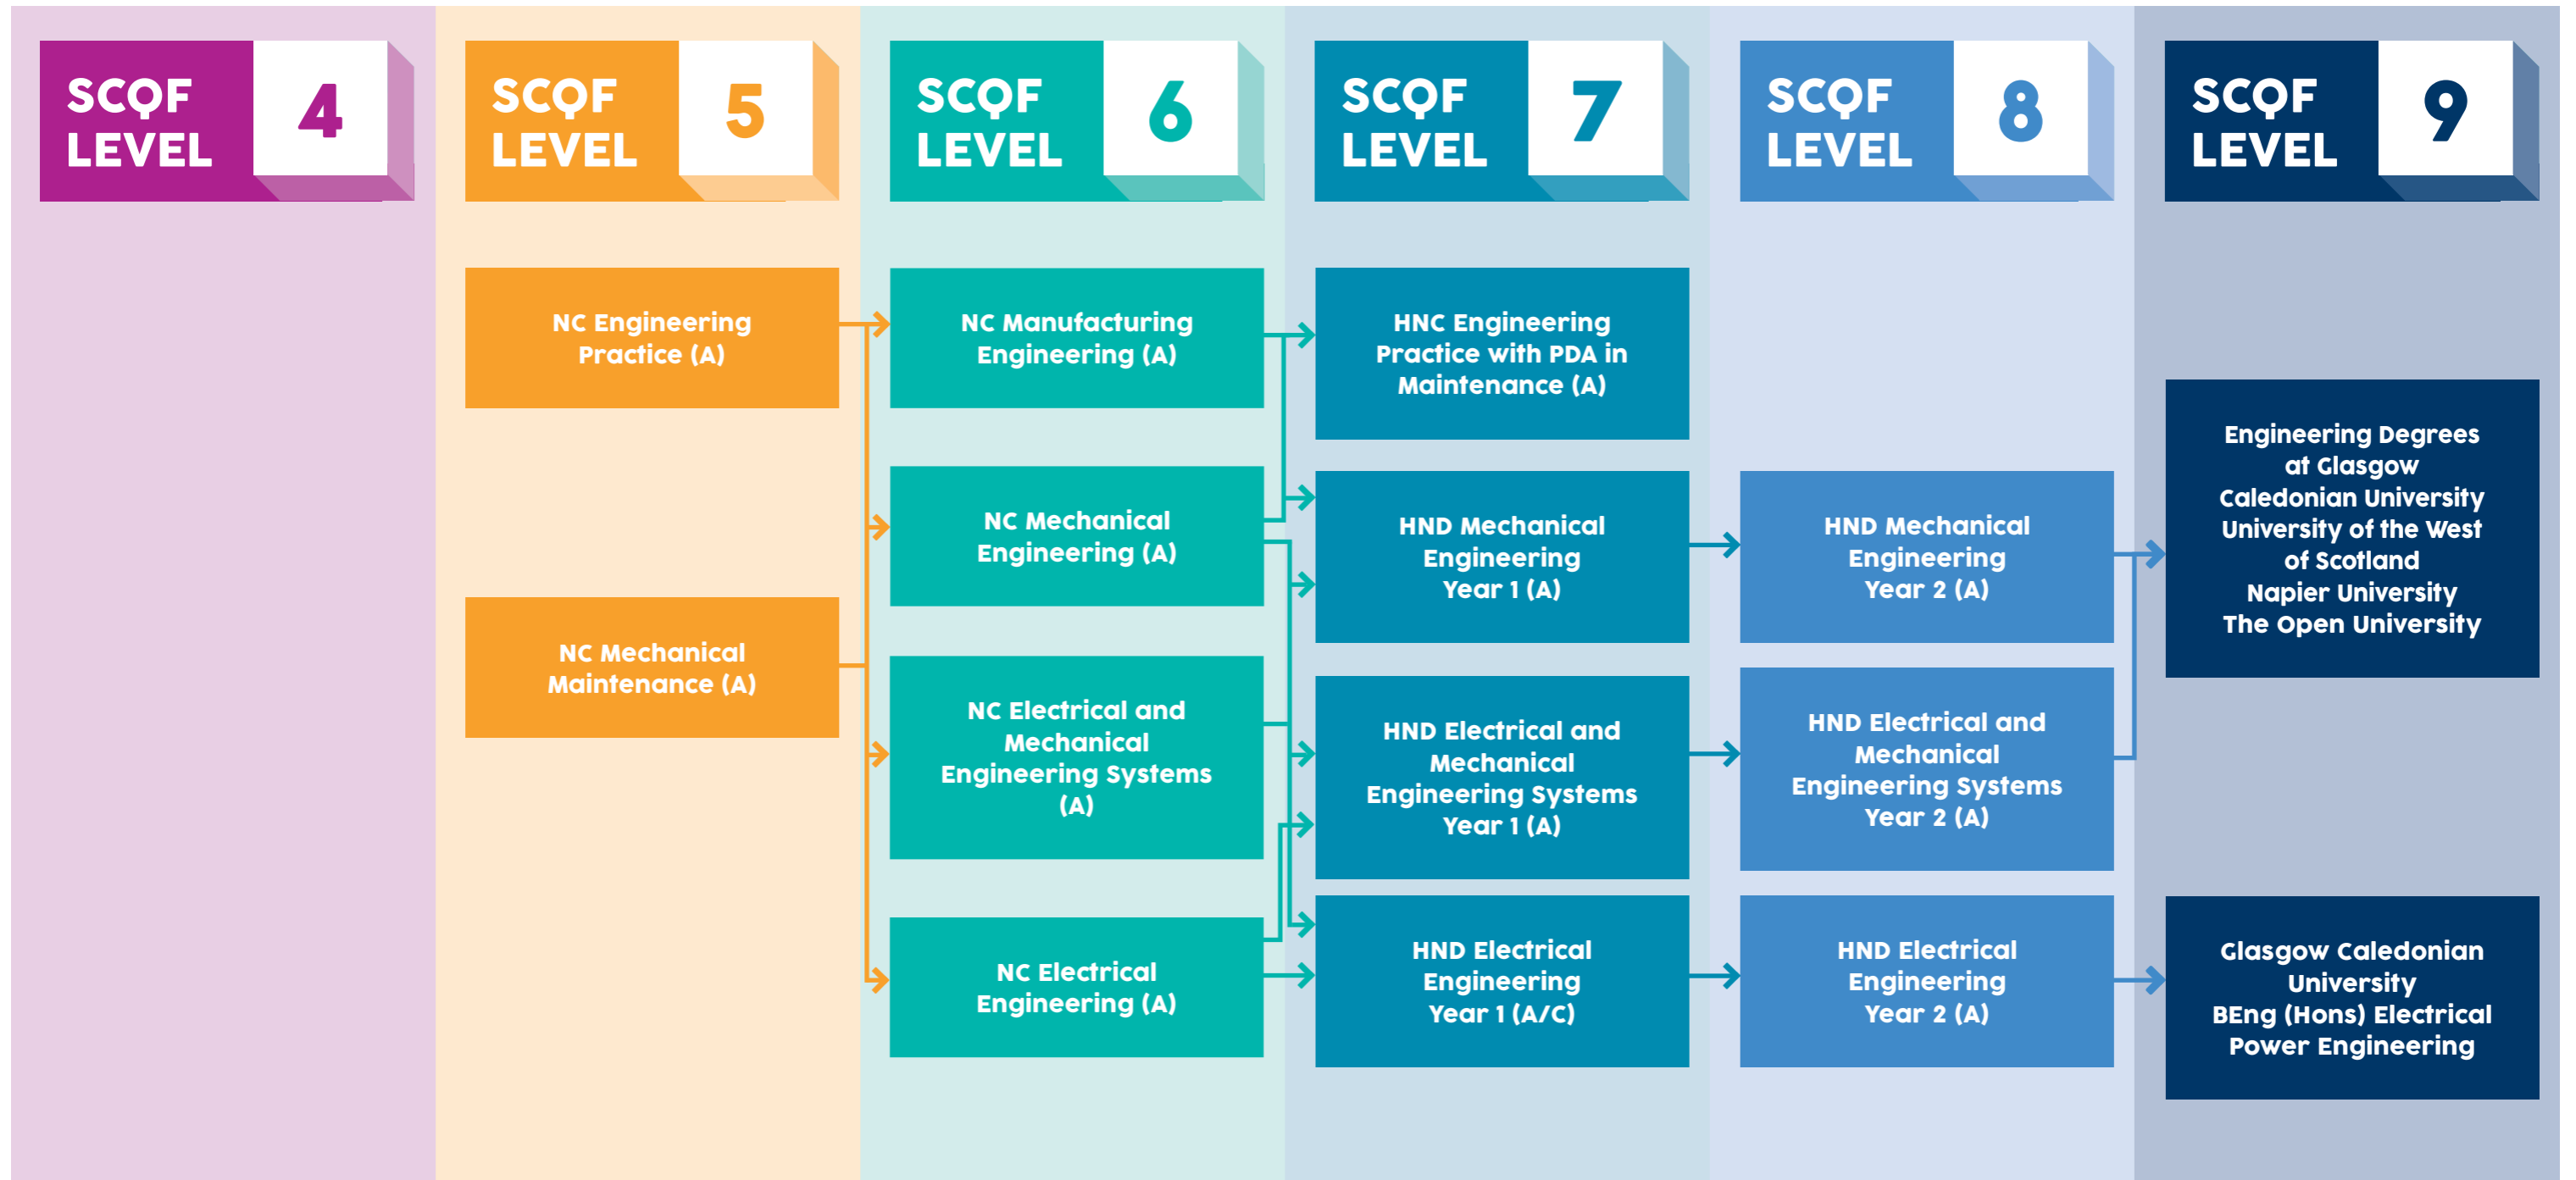 SCQF
LEVEL
4
SCQF
LEVEL
5
SCQF
LEVEL
6
SCQF
LEVEL
7
SCQF
LEVEL
8
SCQF
LEVEL
9
NC Engineering
Practice (A)
NC Mechanical
Maintenance (A)
NC Manufacturing
Engineering (A)
NC Mechanical
Engineering (A)
NC Electrical and
Mechanical
Engineering Systems
(A)
NC Electrical
Engineering (A)
HNC Engineering
Practice with PDA in
Maintenance (A)
HND Mechanical
Engineering
Year 1 (A)
HND Electrical and
Mechanical
Engineering Systems
Year 1 (A)
HND Electrical
Engineering
Year 1 (A/C)
HND Mechanical
Engineering
Year 2 (A)
HND Electrical and
Mechanical
Engineering Systems
Year 2 (A)
HND Electrical
Engineering
Year 2 (A)
Engineering Degrees
at Glasgow
Caledonian University
University of the West
of Scotland
Napier University
The Open University
Glasgow Caledonian
University
BEng (Hons) Electrical
Power Engineering